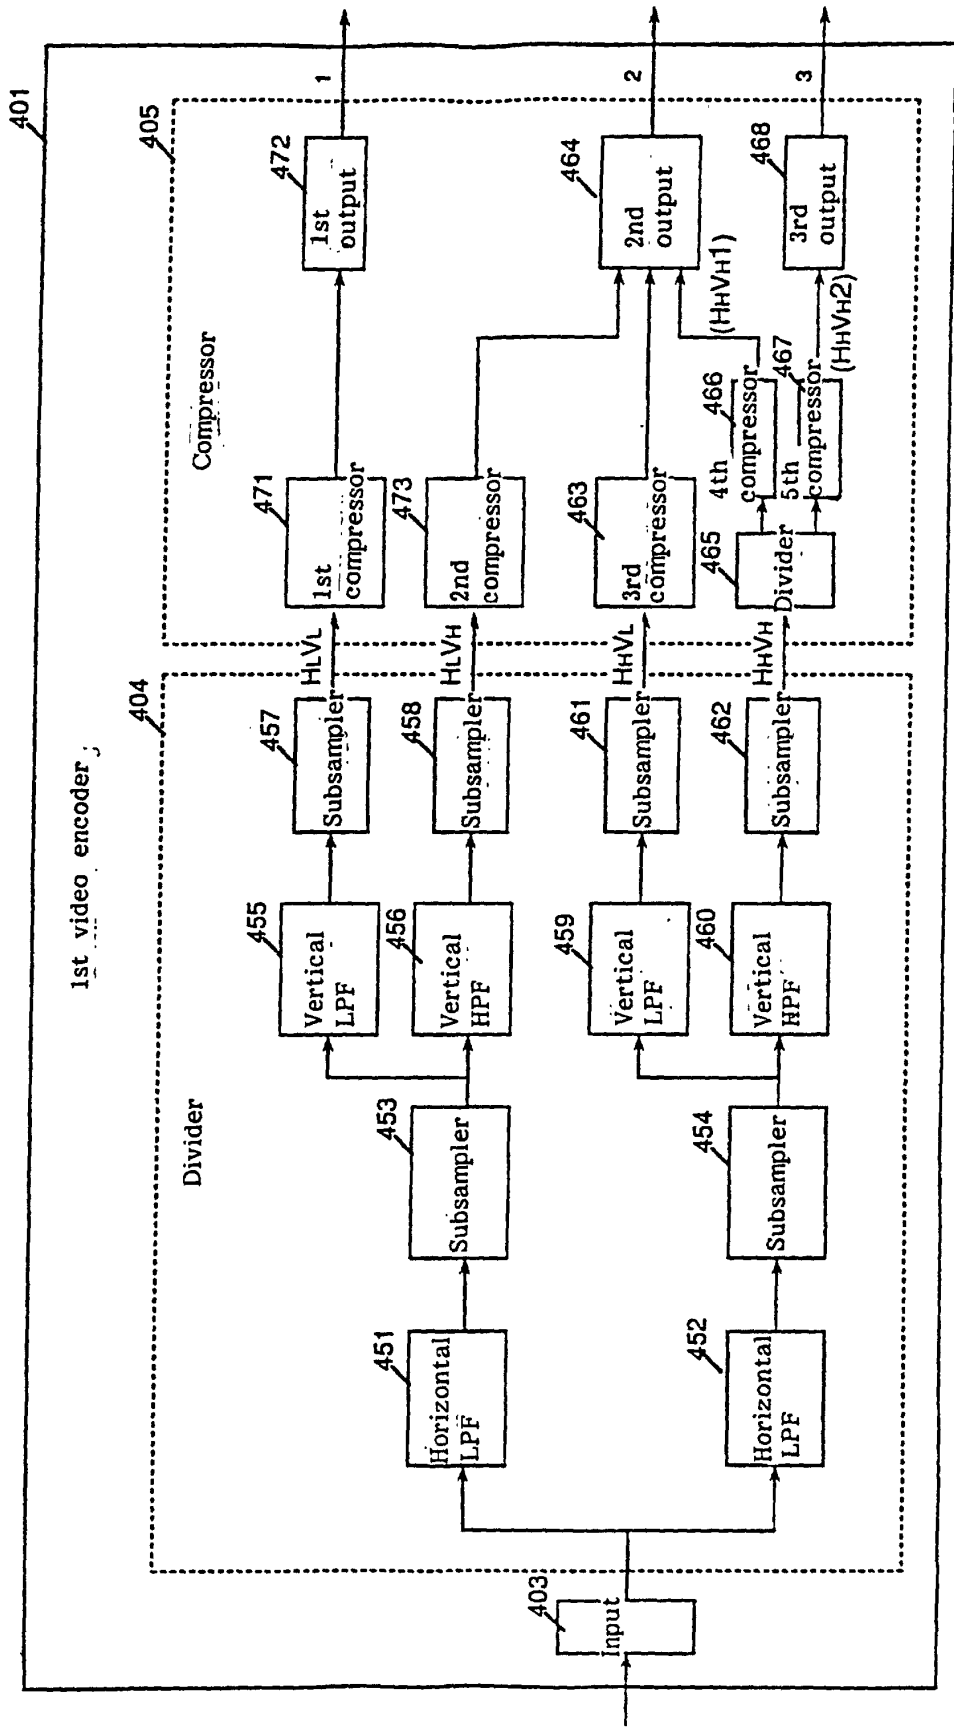 401
1st video encoder
404
Divider
405
Compressor
403
Input
451
Horizontal
LPF
452
Horizontal
LPF
453
Subsampler
454
Subsampler
455
Vertical
LPF
456
Vertical
HPF
459
Vertical
LPF
460
Vertical
HPF
457
Subsampler
458
Subsampler
461
Subsampler
462
Subsampler
HLVL
HLVH
HHVL
HHVH
471
1st
compressor
473
2nd
compressor
463
3rd
compressor
465
Divider
466
4th
compressor
467
5th
compressor
(HHVH1)
(HHVH2)
472
1st
output
464
2nd
output
468
3rd
output
1
2
3